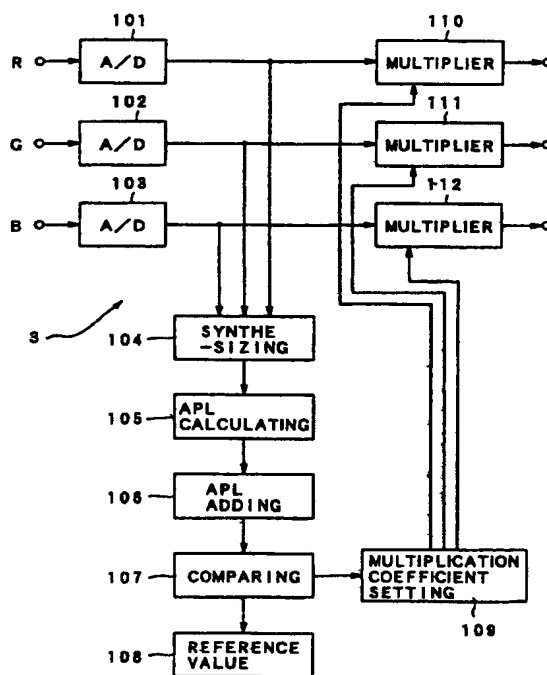 101
110
R
A/D
MULTIPLIER
102
111
G
A/D
MULTIPLIER
103
112
B
A/D
MULTIPLIER
3
104
SYNTHE
-SIZING
105
APL
CALCULATING
106
APL
ADDING
107
COMPARING
MULTIPLICATION
COEFFICIENT
SETTING
109
108
REFERENCE
VALUE